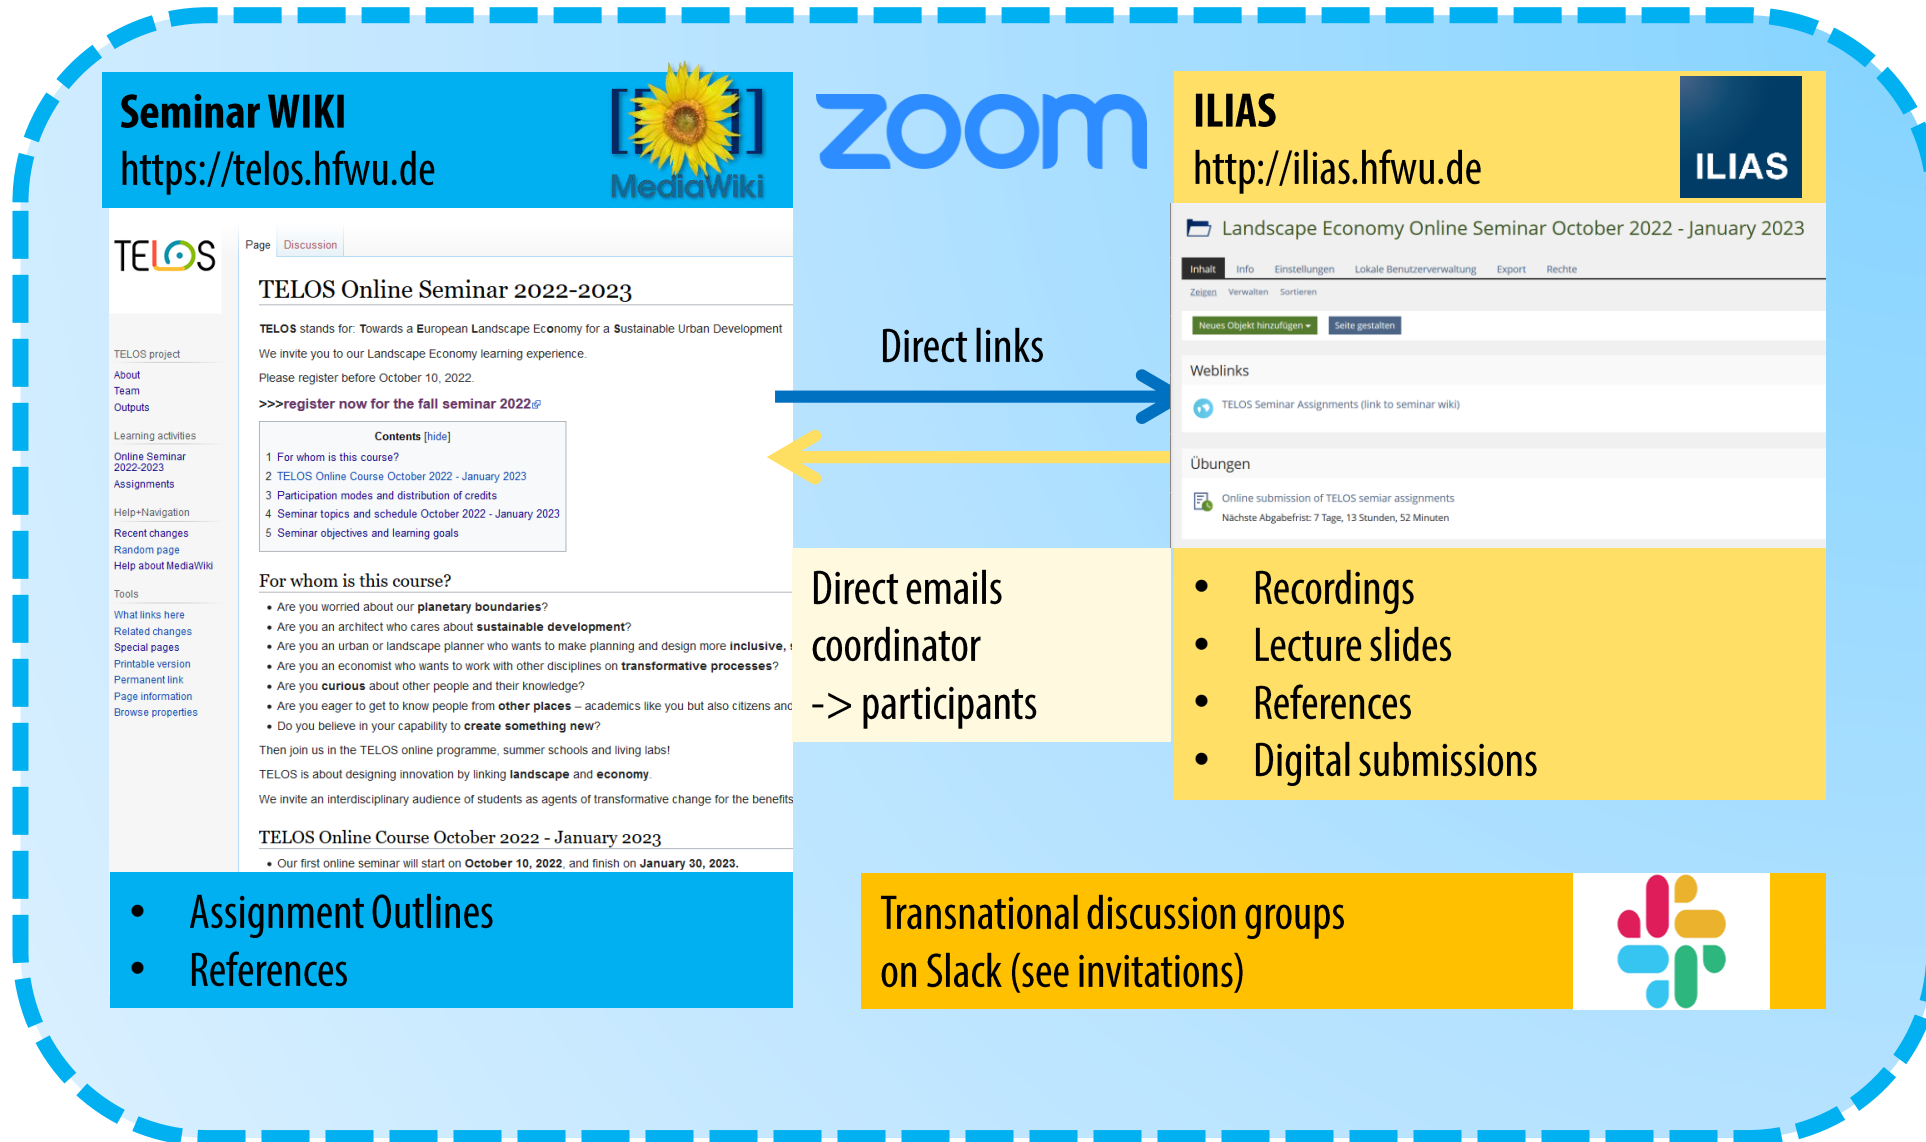 Seminar WIKI
https://telos.hfwu.de
[[ ]]
MediaWiki
zoom
ILIAS
http://ilias.hfwu.de
ILIAS
TELOS
Page Discussion
TELOS Online Seminar 2022-2023
TELOS stands for: Towards a European Landscape Economy for a Sustainable Urban Development
We invite you to our Landscape Economy learning experience.
Please register before October 10, 2022.
>>>register now for the fall seminar 2022
Contents [hide]
1 For whom is this course?
2 TELOS Online Course October 2022 - January 2023
3 Participation modes and distribution of credits
4 Seminar topics and schedule October 2022 - January 2023
5 Seminar objectives and learning goals
TELOS project
About
Team
Outputs
Learning activities
Online Seminar
2022-2023
Assignments
Help+Navigation
Recent changes
Random page
Help about MediaWiki
Tools
What links here
Related changes
Special pages
Printable version
Permanent link
Page information
Browse properties
For whom is this course?
• Are you worried about our planetary boundaries?
• Are you an architect who cares about sustainable development?
• Are you an urban or landscape planner who wants to make planning and design more inclusive,
• Are you an economist who wants to work with other disciplines on transformative processes?
• Are you curious about other people and their knowledge?
• Are you eager to get to know people from other places – academics like you but also citizens and
• Do you believe in your capability to create something new?
Then join us in the TELOS online programme, summer schools and living labs!
TELOS is about designing innovation by linking landscape and economy.
We invite an interdisciplinary audience of students as agents of transformative change for the benefits
TELOS Online Course October 2022 - January 2023
• Our first online seminar will start on October 10, 2022, and finish on January 30, 2023.
• Assignment Outlines
• References
Direct links
Direct emails
coordinator
-> participants
Landscape Economy Online Seminar October 2022 - January 2023
Inhalt Info Einstellungen Lokale Benutzerverwaltung Export Rechte
Zeigen Verwalten Sortieren
Neues Objekt hinzufügen Seite gestalten
Weblinks
TELOS Seminar Assignments (link to seminar wiki)
Übungen
Online submission of TELOS semiar assignments
Nächste Abgabefrist: 7 Tage, 13 Stunden, 52 Minuten
• Recordings
• Lecture slides
• References
• Digital submissions
Transnational discussion groups
on Slack (see invitations)